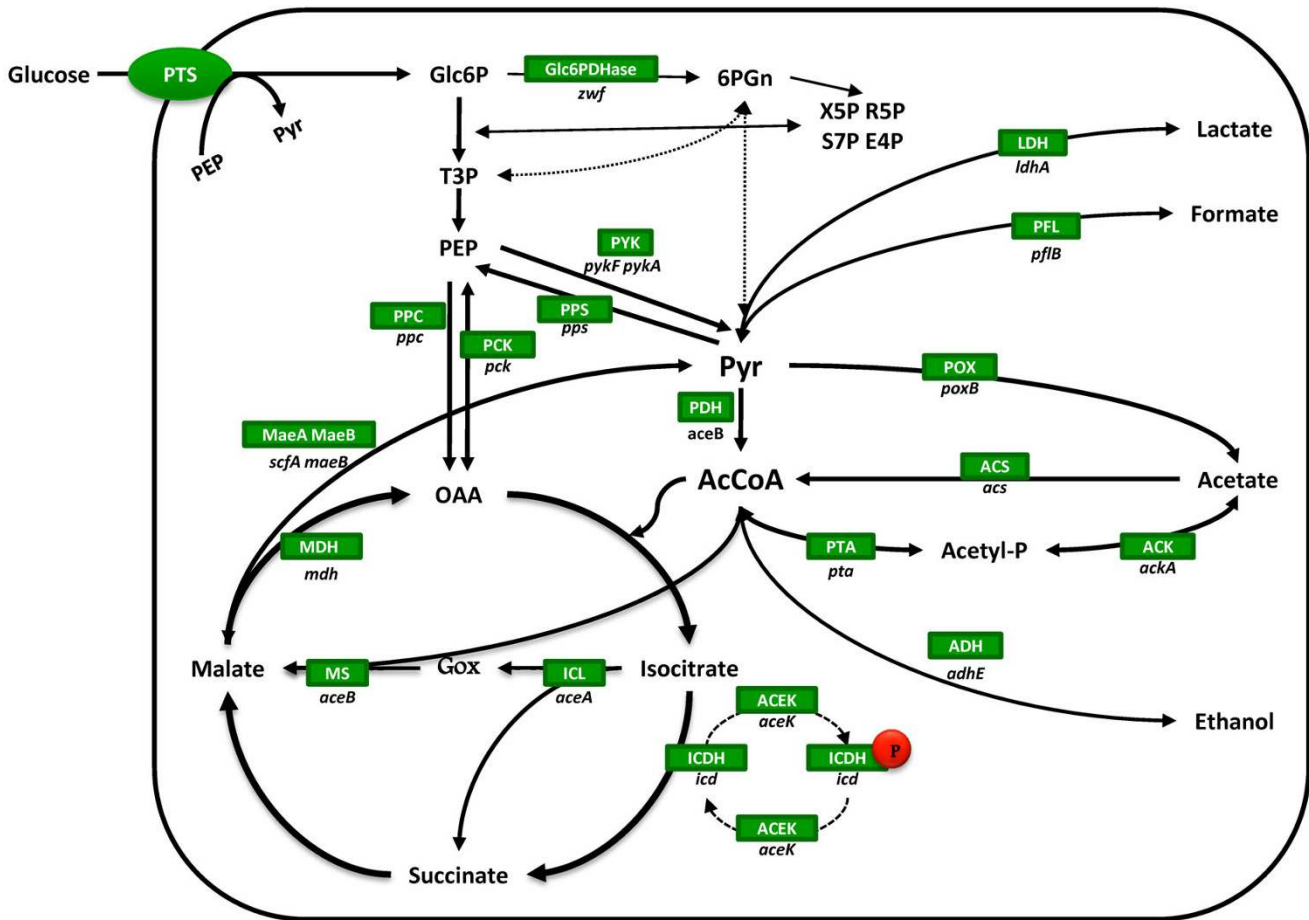 Glucose
PTS
PEP
Pyr
Glc6P
Glc6PDHase
zwf
6PGn
X5P R5P
S7P E4P
T3P
PEP
PYK
pykF pykA
PPS
pps
PPC
ppc
PCK
pck
LDH
ldhA
Lactate
PFL
pflB
Formate
Pyr
POX
poxB
PDH
aceB
MaeA MaeB
scfA maeB
OAA
AcCoA
ACS
acs
Acetate
MDH
mdh
PTA
pta
Acetyl-P
ACK
ackA
Malate
MS
aceB
Gox
ICL
aceA
Isocitrate
ADH
adhE
Ethanol
ACEK
aceK
ICDH
icd
ICDH
icd
P
ACEK
aceK
Succinate